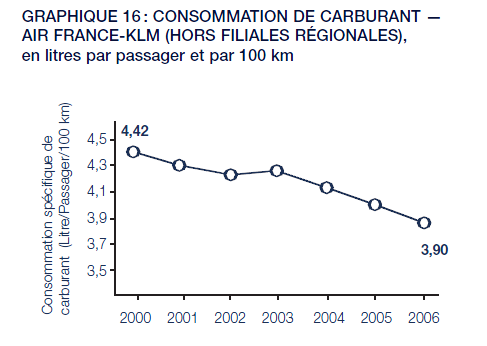 GRAPHIQUE 16 : CONSOMMATION DE CARBURANT —
AIR FRANCE-KLM (HORS FILIALES RÉGIONALES),
en litres par passager et par 100 km
Consommation spécifique de
carburant (Litre/Passager/100 km)
4,42
4,5
4,3
4,1
3,9
3,7
3,5
3,90
2000 2001 2002 2003 2004 2005 2006